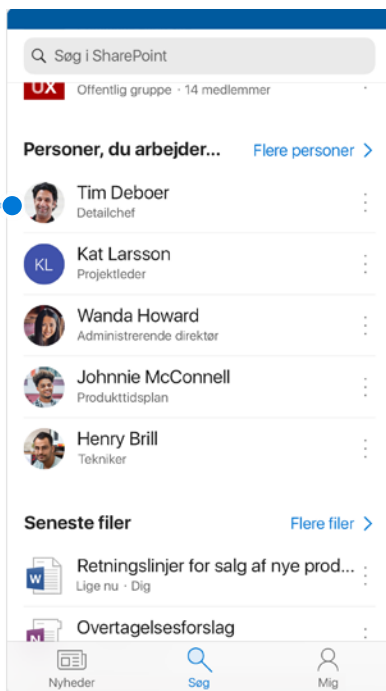 Søg i SharePoint
UX
Offentlig gruppe · 14 medlemmer
Personer, du arbejder... Flere personer >
Tim Deboer
Detailchef
KL
Kat Larsson
Projektleder
Wanda Howard
Administrerende direktør
Johnnie McConnell
Produkttidsplan
Henry Brill
Tekniker
Seneste filer Flere filer >
Retningslinjer for salg af nye prod...
W
Lige nu · Dig
Overtagelsesforslag
N
Nyheder Søg Mig